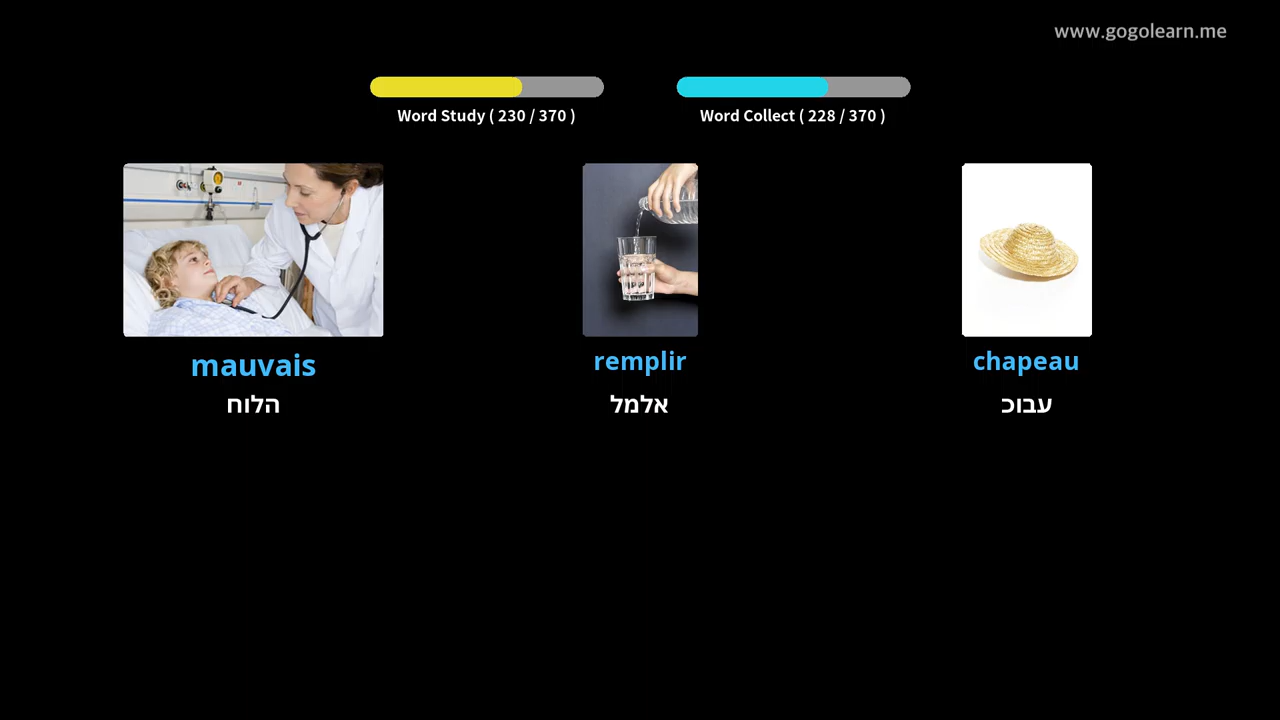 www.gogolearn.me
Word Study ( 230 / 370 )
Word Collect ( 228 / 370 )
mauvais
הלוח
remplir
אלמל
chapeau
עבוכ